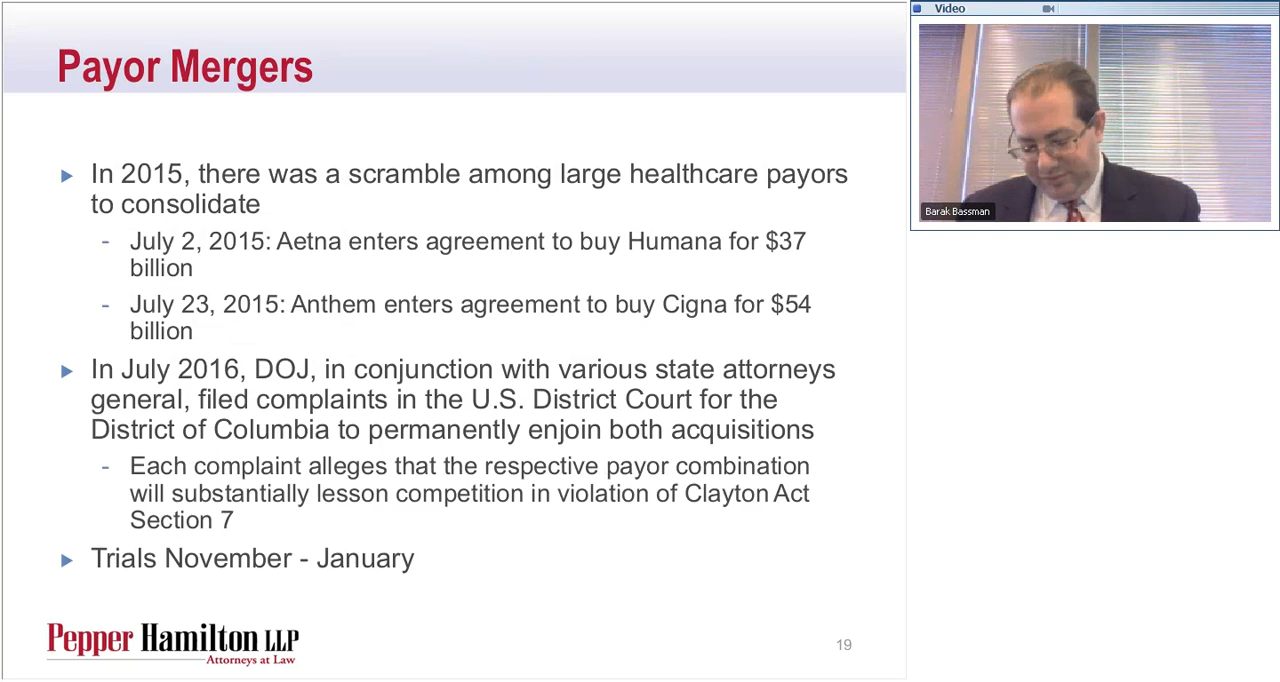 Payor Mergers
In 2015, there was a scramble among large healthcare payors
to consolidate
- July 2, 2015: Aetna enters agreement to buy Humana for $37
billion
- July 23, 2015: Anthem enters agreement to buy Cigna for $54
billion
In July 2016, DOJ, in conjunction with various state attorneys
general, filed complaints in the U.S. District Court for the
District of Columbia to permanently enjoin both acquisitions
- Each complaint alleges that the respective payor combination
will substantially lesson competition in violation of Clayton Act
Section 7
Trials November - January
Pepper Hamilton LLP
Attorneys at Law
19
Video
Barak Bassman